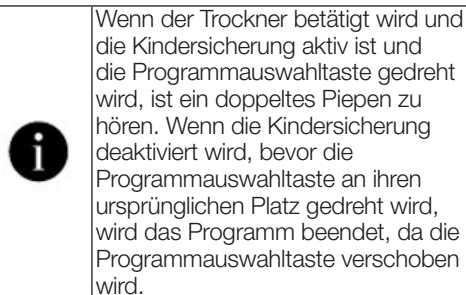 Wenn der Trockner betätigt wird und
die Kindersicherung aktiv ist und
die Programmauswahltaste gedreht
wird, ist ein doppeltes Piepen zu
hören. Wenn die Kindersicherung
deaktiviert wird, bevor die
Programmauswahltaste an ihren
ursprünglichen Platz gedreht wird,
wird das Programm beendet, da die
Programmauswahltaste verschoben
wird.